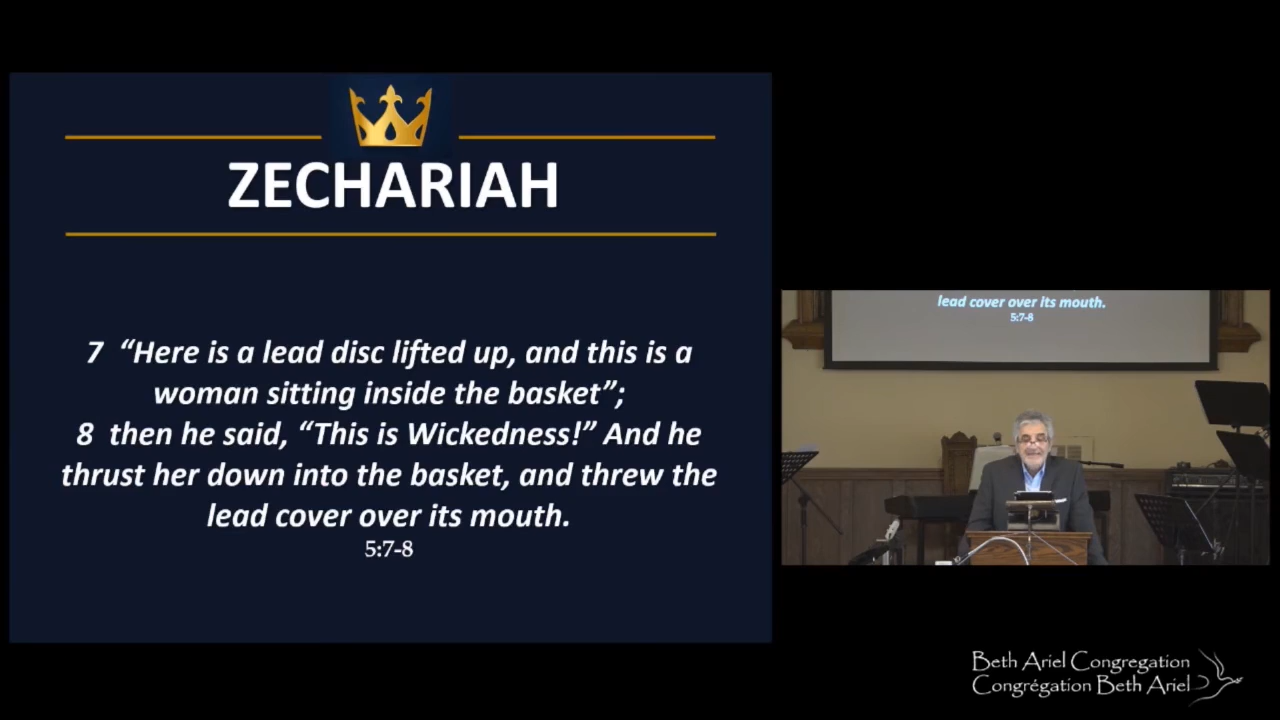 ZECHARIAH
7 “Here is a lead disc lifted up, and this is a
woman sitting inside the basket”;
8 then he said, “This is Wickedness!” And he
thrust her down into the basket, and threw the
lead cover over its mouth.
5:7-8
lead cover over its mouth.
5:7-8
Beth Ariel Congregation
Congrégation Beth Ariel